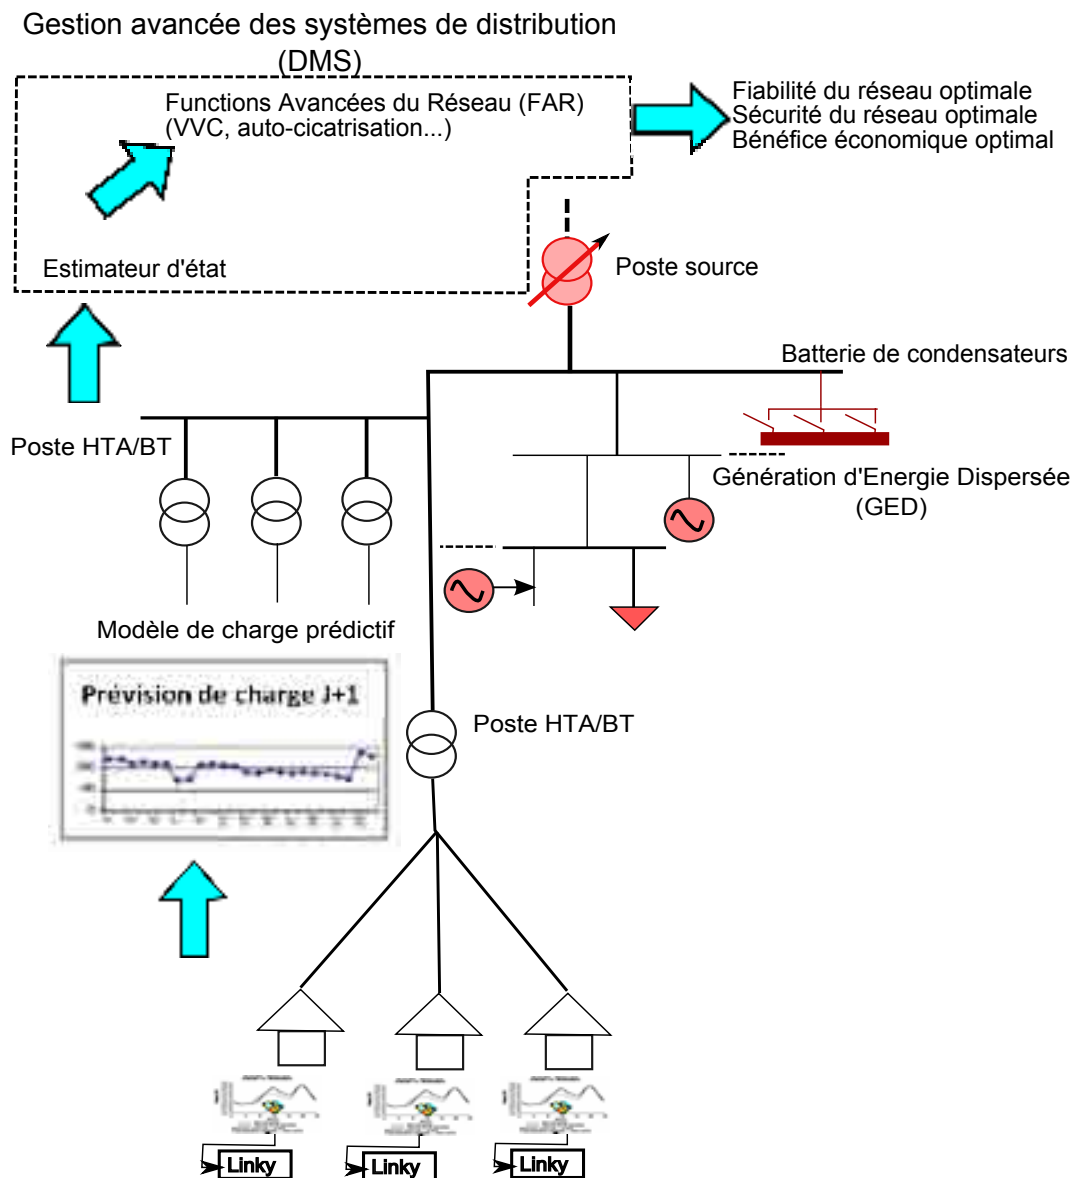 Gestion avancée des systèmes de distribution
(DMS)
Functions Avancées du Réseau (FAR)
(VVC, auto-cicatrisation...)
Fiabilité du réseau optimale
Sécurité du réseau optimale
Bénéfice économique optimal
Estimateur d'état
Poste source
Batterie de condensateurs
Poste HTA/BT
Génération d'Energie Dispersée
(GED)
Modèle de charge prédictif
Prévision de charge J+1
Poste HTA/BT
Linky
Linky
Linky